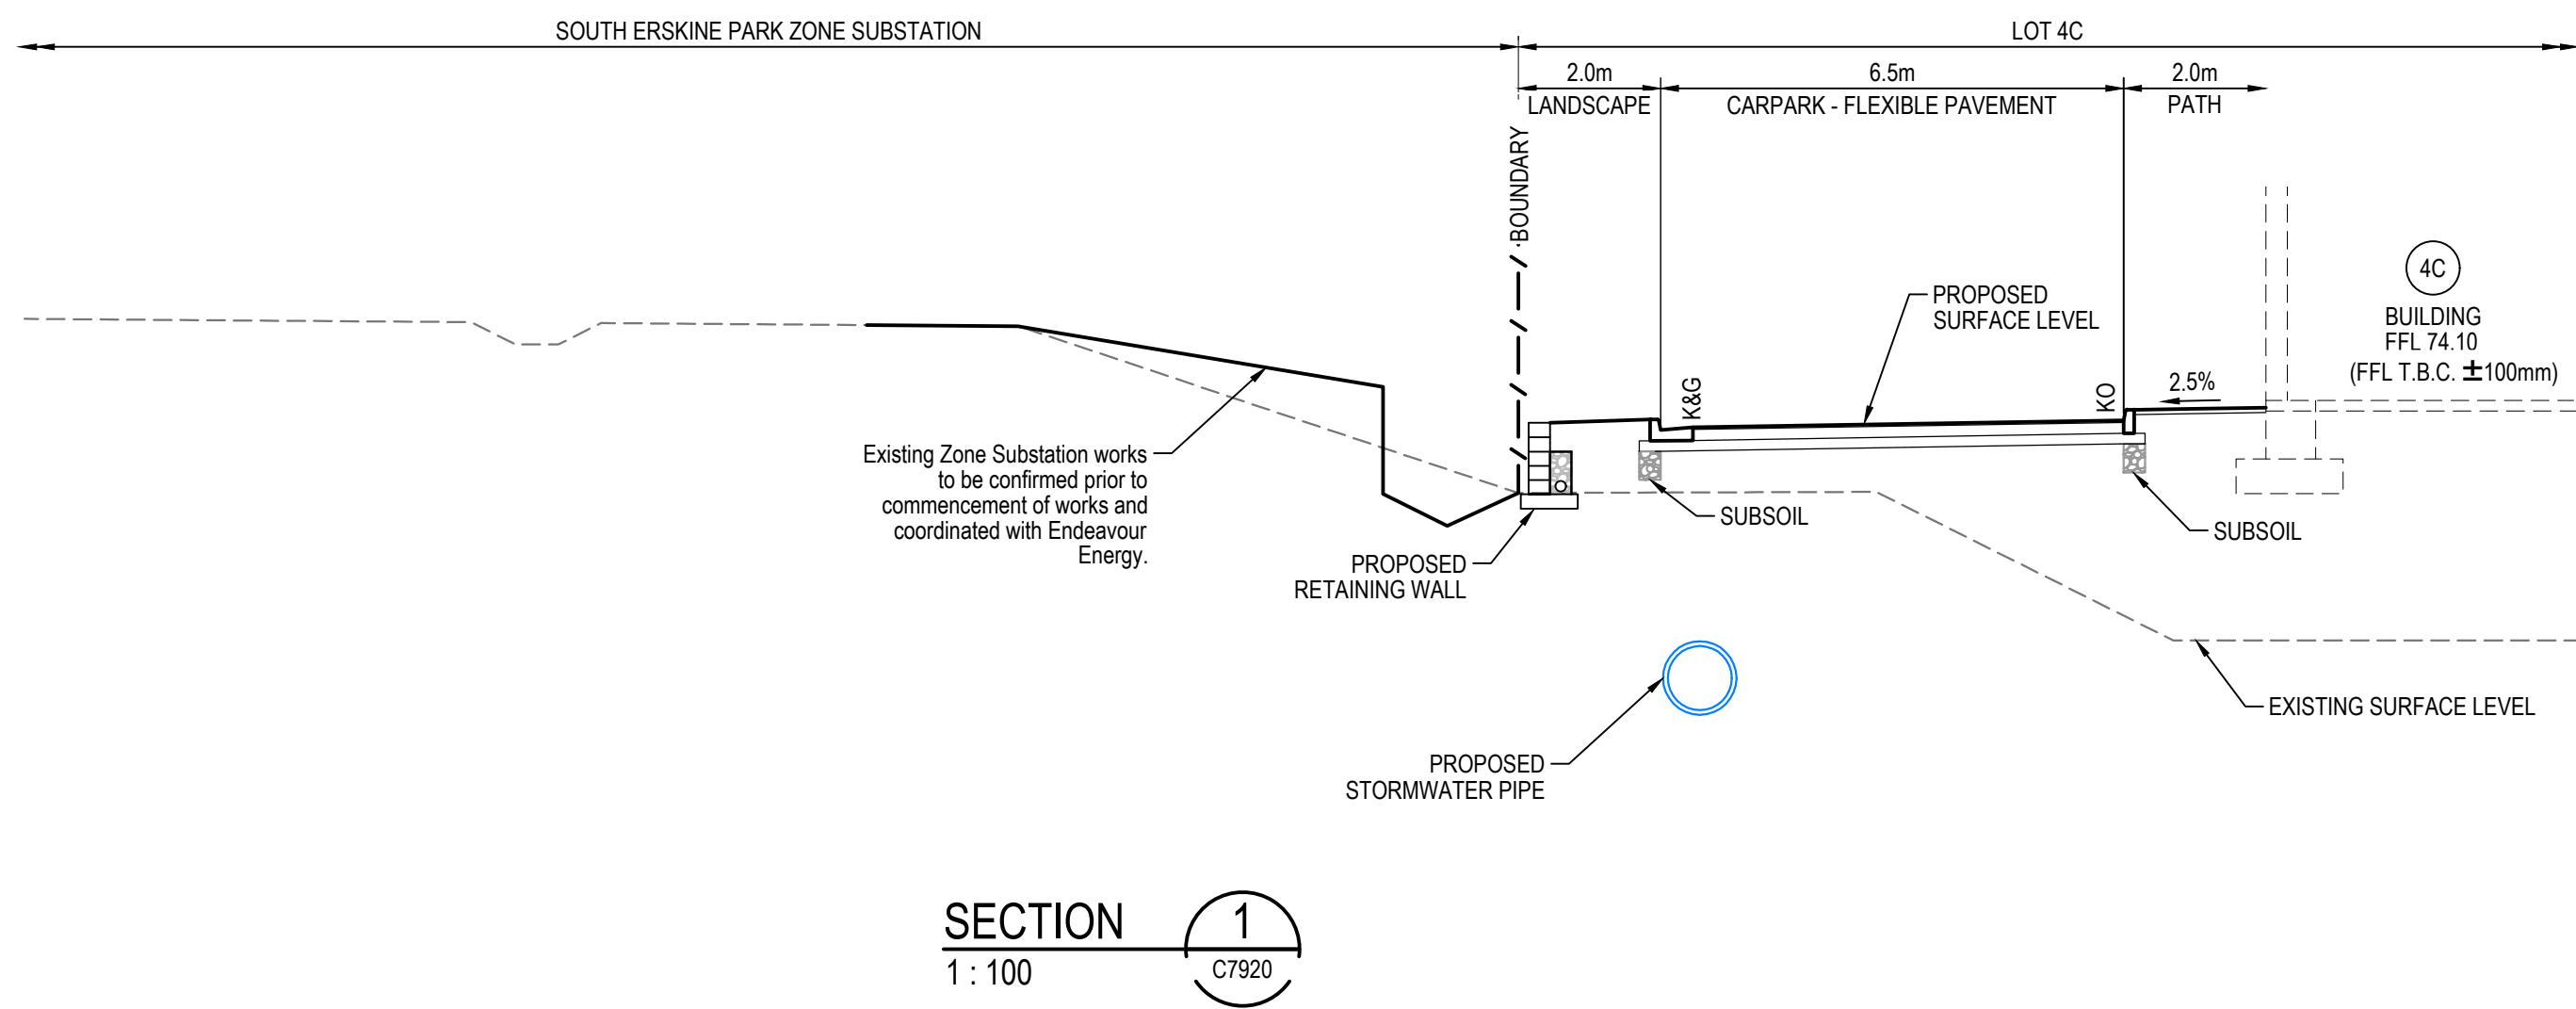 SOUTH ERSKINE PARK ZONE SUBSTATION
LOT 4C
2.0m
6.5m
2.0m
LANDSCAPE
CARPARK - FLEXIBLE PAVEMENT
PATH
BOUNDARY
4C
BUILDING
FFL 74.10
(FFL T.B.C. ±100mm)
PROPOSED
SURFACE LEVEL
K&G
KO
2.5%
Existing Zone Substation works
to be confirmed prior to
commencement of works and
coordinated with Endeavour
Energy.
SUBSOIL
SUBSOIL
PROPOSED
RETAINING WALL
EXISTING SURFACE LEVEL
PROPOSED
STORMWATER PIPE
SECTION
1
1 : 100
C7920